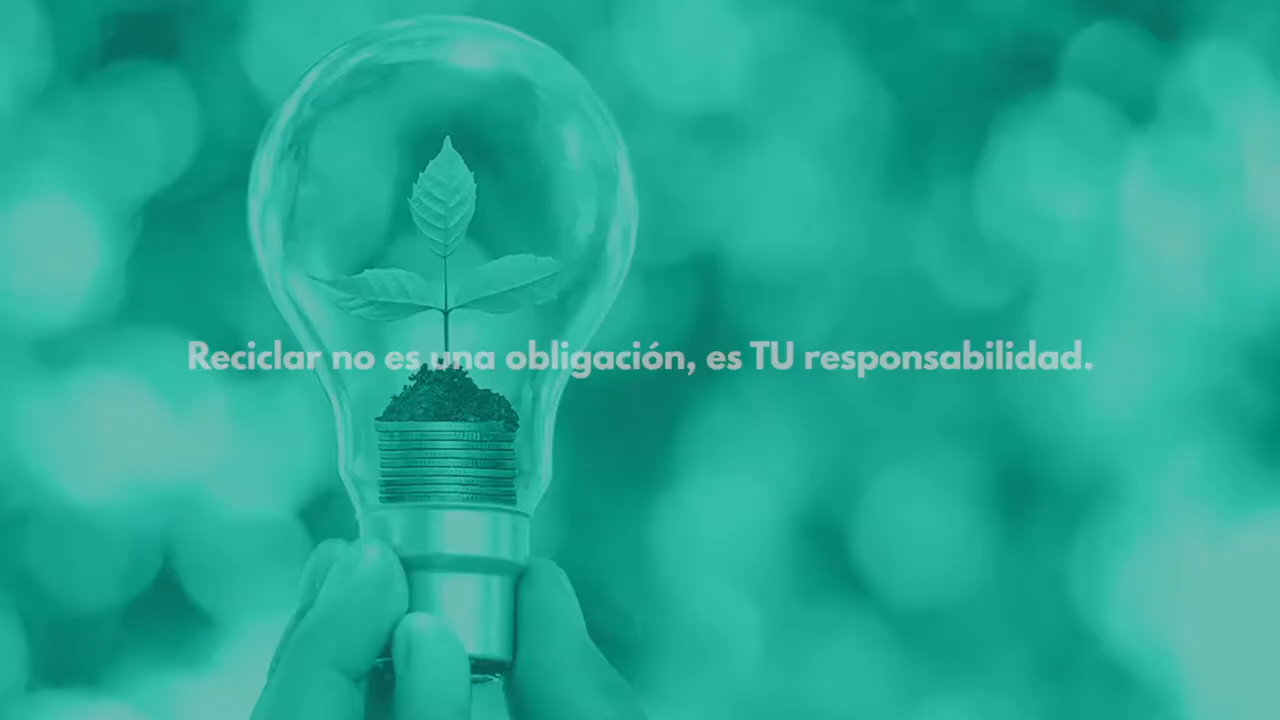 Reciclar no es una obligación, es TU responsabilidad.